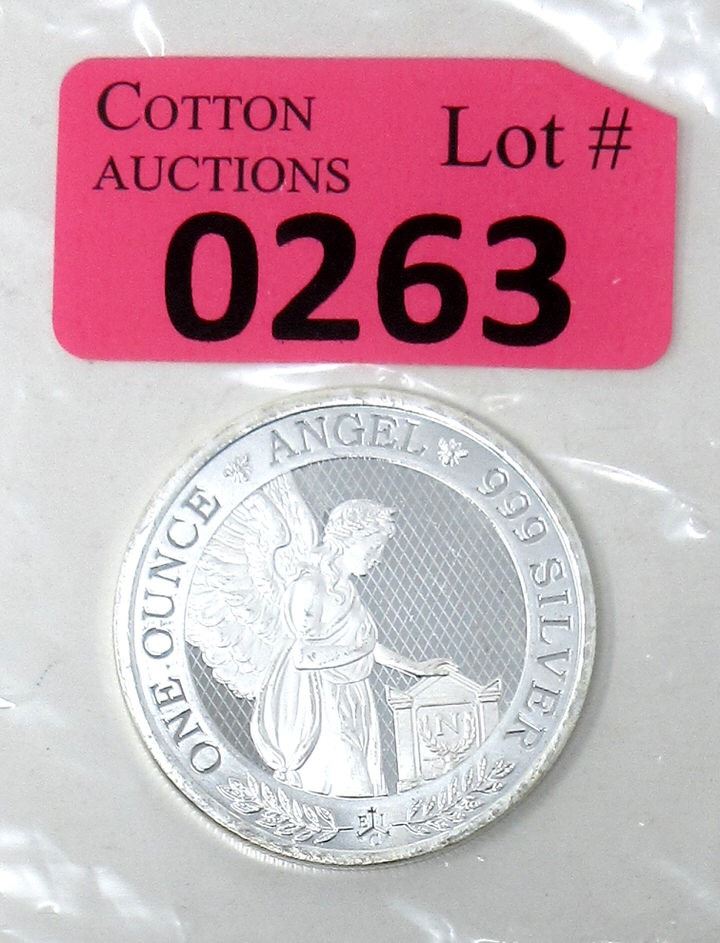 COTTON
AUCTIONS
Lot #
0263
ONE OUNCE ANGEL 999 SILVER
N